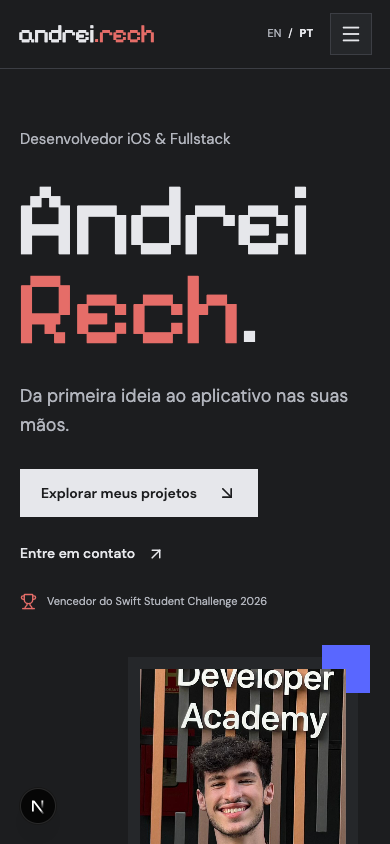 andrei.rech
EN / PT
Desenvolvedor iOS & Fullstack
Andrei
Rech.
Da primeira ideia ao aplicativo nas suas
mãos.
Explorar meus projetos
Entre em contato
Vencedor do Swift Student Challenge 2026
Developer
Academy
N